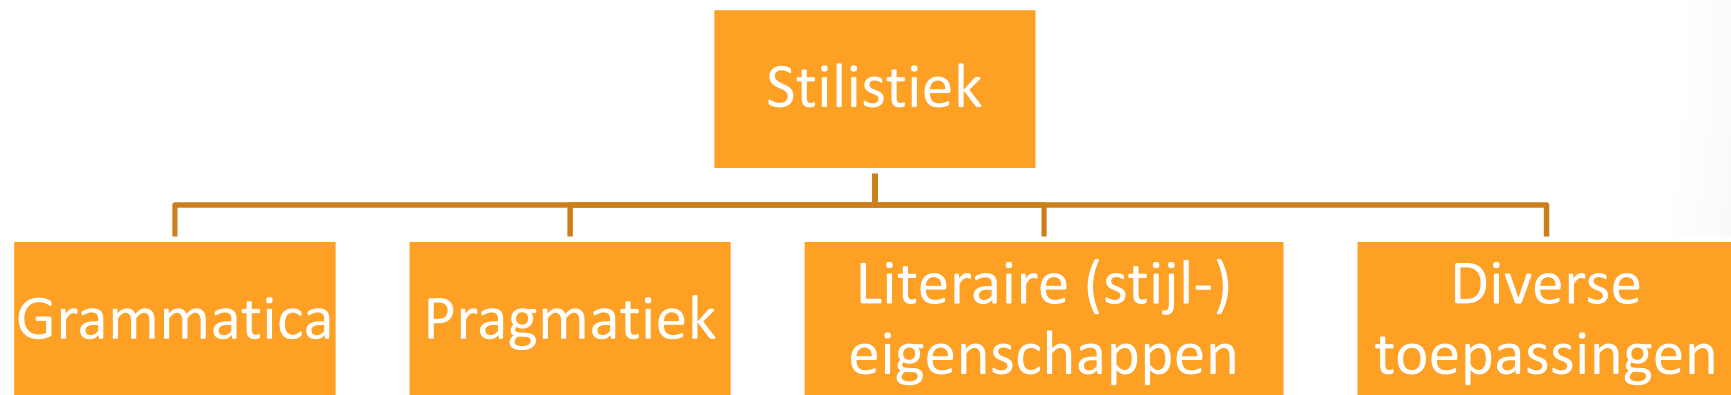 Stilistiek
Grammatica
Pragmatiek
Literaire (stijl-)
eigenschappen
Diverse
toepassingen